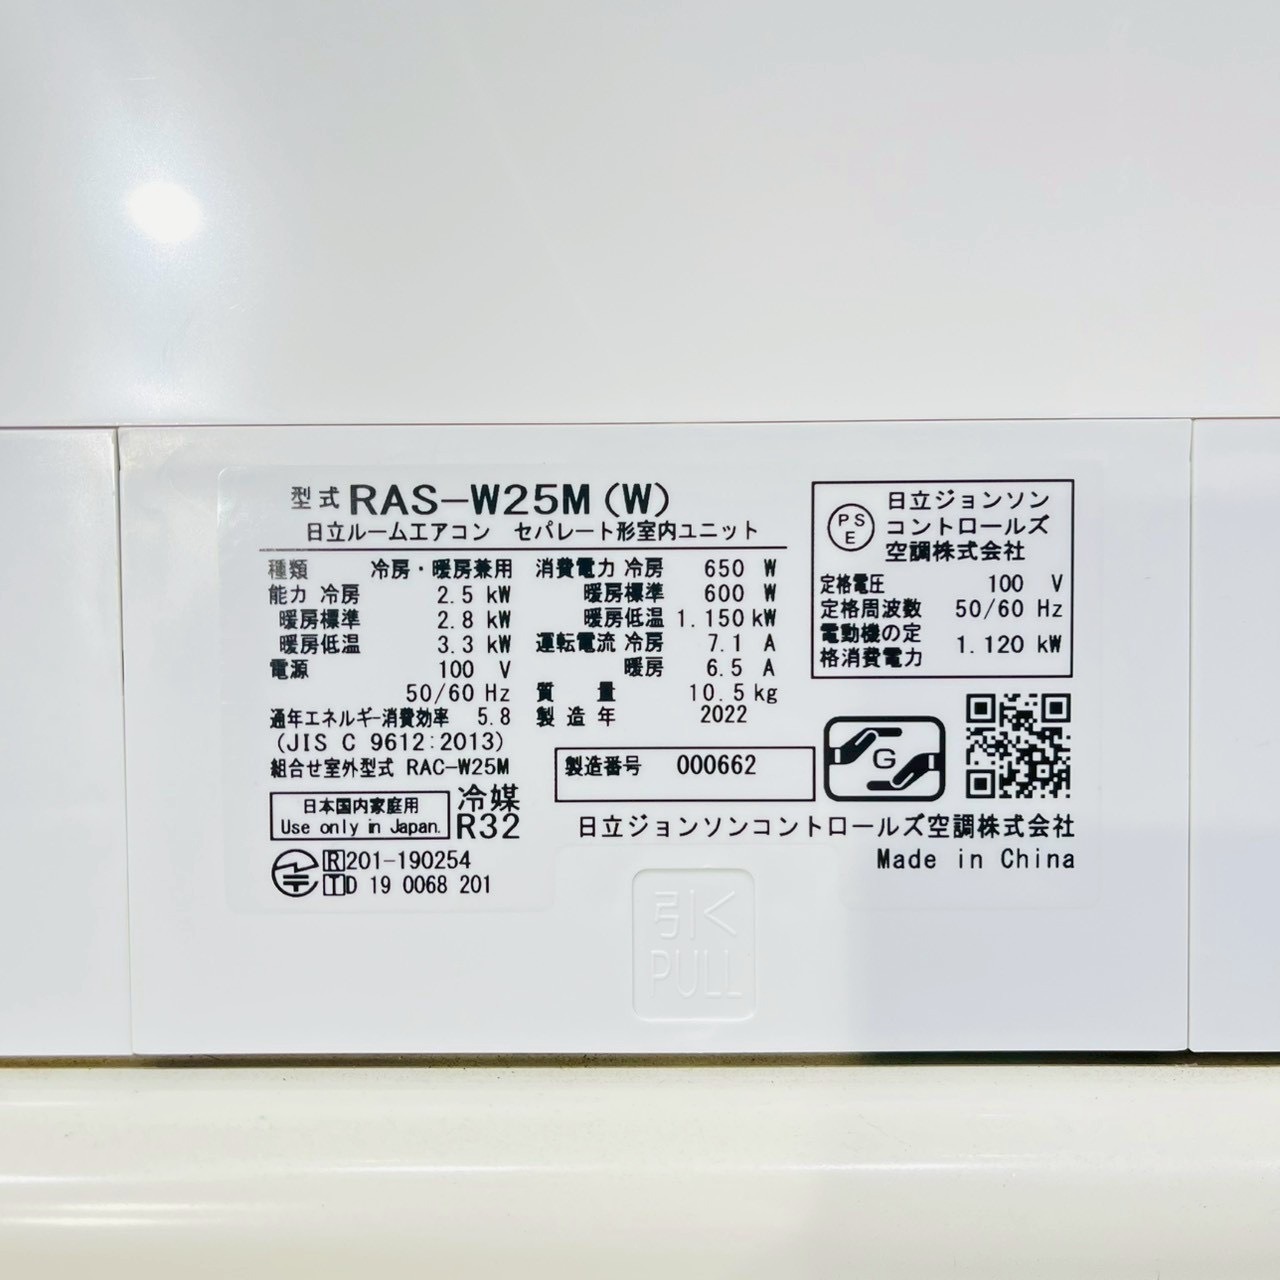 型式 RAS-W25M(W)
日立ルームエアコン セパレート形室内ユニット
種類 冷房・暖房兼用
能力 冷房 2.5 kW
暖房標準 2.8 kW
暖房低温 3.3 kW
電源 100 V
50/60 Hz
通年エネルギー消費効率 5.8
(JIS C 9612:2013)
組合せ室外型式 RAC-W25M
日本国内家庭用
Use only in Japan.
冷媒
R32
R 201-190254
T D 19 0068 201
消費電力 冷房 650 W
暖房標準 600 W
暖房低温 1.150 kW
運転電流 冷房 7.1 A
暖房 6.5 A
質量 10.5 kg
製造年 2022
製造番号 000662
PS
E
日立ジョンソン
コントロールズ
空調株式会社
定格電圧 100 V
定格周波数 50/60 Hz
電動機の定
格消費電力 1.120 kW
G
日立ジョンソンコントロールズ空調株式会社
Made in China
引く
PULL